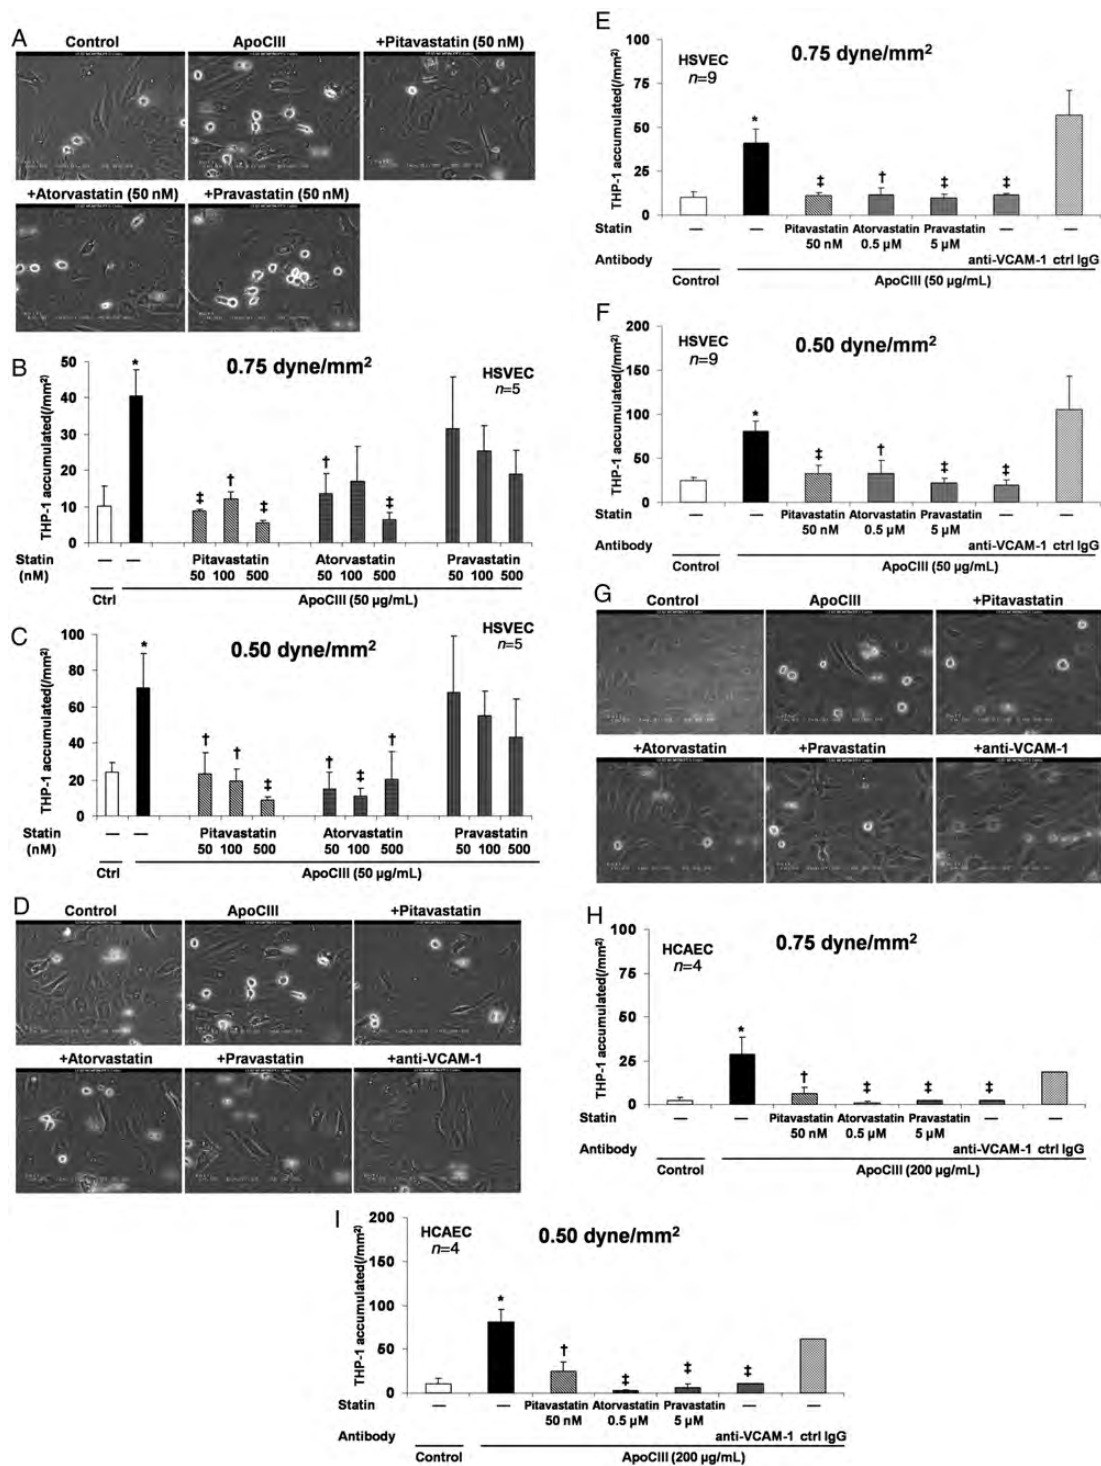 A
Control
ApoCIII
+Pitavastatin (50 nM)
+Atorvastatin (50 nM)
+Pravastatin (50 nM)
B
0.75 dyne/mm²
HSVEC
n=5
THP-1 accumulated(/mm²)
50
40
30
20
10
0
*
‡ † ‡
† ‡
Statin
(nM)
— —
Pitavastatin
Atorvastatin
Pravastatin
50 100 500
50 100 500
50 100 500
Ctrl
ApoCIII (50 µg/mL)
C
0.50 dyne/mm²
HSVEC
n=5
THP-1 accumulated(/mm²)
100
80
60
40
20
0
*
† † ‡
† ‡ †
Statin
(nM)
— —
Pitavastatin
Atorvastatin
Pravastatin
50 100 500
50 100 500
50 100 500
Ctrl
ApoCIII (50 µg/mL)
D
Control
ApoCIII
+Pitavastatin
+Atorvastatin
+Pravastatin
+anti-VCAM-1
E
0.75 dyne/mm²
HSVEC
n=9
THP-1 accumulated(/mm²)
100
75
50
25
0
*
‡ † ‡ ‡
Statin
— — Pitavastatin Atorvastatin Pravastatin — —
50 nM 0.5 µM 5 µM
Antibody
anti-VCAM-1 ctrl IgG
Control
ApoCIII (50 µg/mL)
F
0.50 dyne/mm²
HSVEC
n=9
THP-1 accumulated(/mm²)
200
150
100
50
0
*
‡ † ‡ ‡
Statin
— — Pitavastatin Atorvastatin Pravastatin — —
50 nM 0.5 µM 5 µM
Antibody
anti-VCAM-1 ctrl IgG
Control
ApoCIII (50 µg/mL)
G
Control
ApoCIII
+Pitavastatin
+Atorvastatin
+Pravastatin
+anti-VCAM-1
H
0.75 dyne/mm²
HCAEC
n=4
THP-1 accumulated(/mm²)
100
75
50
25
0
*
† ‡ ‡ ‡
Statin
— — Pitavastatin Atorvastatin Pravastatin — —
50 nM 0.5 µM 5 µM
Antibody
anti-VCAM-1 ctrl IgG
Control
ApoCIII (200 µg/mL)
I
0.50 dyne/mm²
HCAEC
n=4
THP-1 accumulated(/mm²)
200
150
100
50
0
*
† ‡ ‡ ‡
Statin
— — Pitavastatin Atorvastatin Pravastatin — —
50 nM 0.5 µM 5 µM
Antibody
anti-VCAM-1 ctrl IgG
Control
ApoCIII (200 µg/mL)